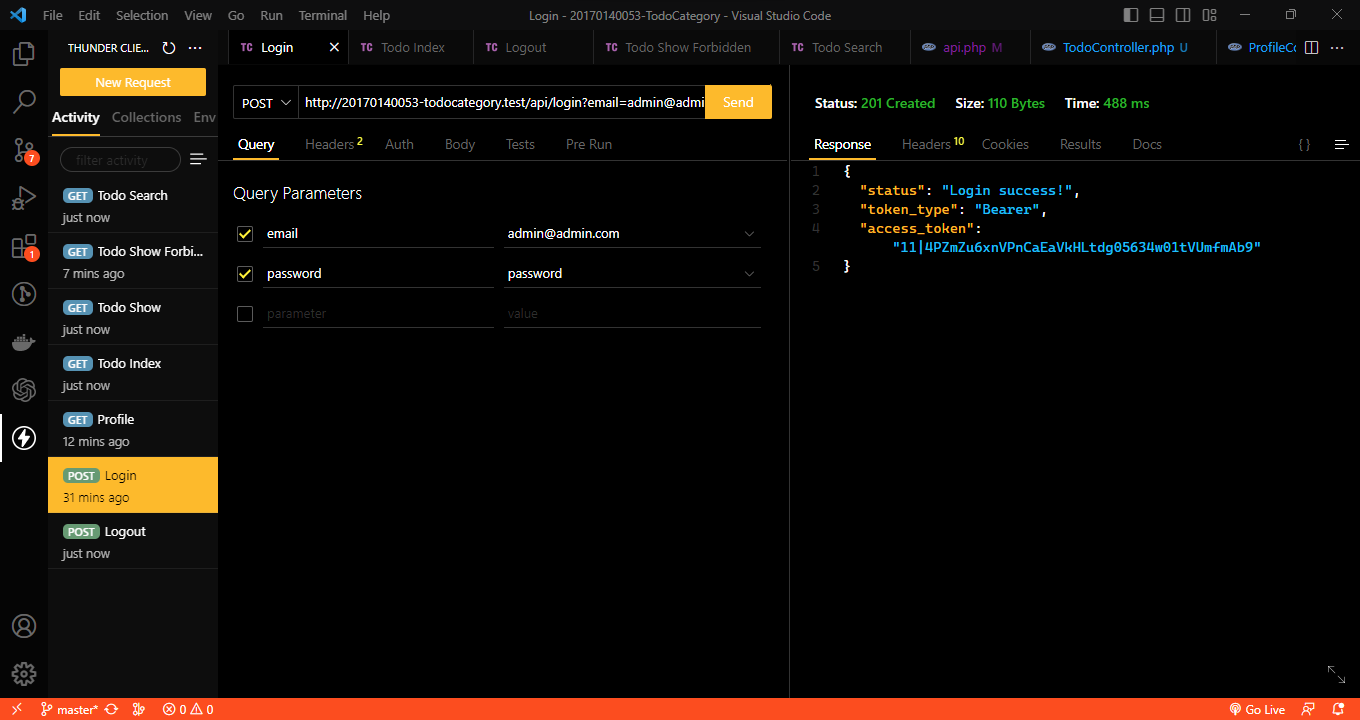 File Edit Selection View Go Run Terminal Help
Login - 20170140053-TodoCategory - Visual Studio Code
THUNDER CLIE...
New Request
Activity Collections Env
filter activity
GET Todo Search
just now
GET Todo Show Forbi...
7 mins ago
GET Todo Show
just now
GET Todo Index
just now
GET Profile
12 mins ago
POST Login
31 mins ago
POST Logout
just now
7
1
TC Login
TC Todo Index
TC Logout
TC Todo Show Forbidden
TC Todo Search
api.php M
TodoController.php U
ProfileCo
POST http://20170140053-todocategory.test/api/login?email=admin@admi Send
Query Headers 2 Auth Body Tests Pre Run
Query Parameters
email admin@admin.com
password password
parameter value
Status: 201 Created Size: 110 Bytes Time: 488 ms
Response Headers 10 Cookies Results Docs { }
1 {
2 "status": "Login success!",
3 "token_type": "Bearer",
4 "access_token":
"11|4PZmZu6xnVPnCaEaVkHLtdg05634w01tVUmfmAb9"
5 }
master* 0 0 Go Live